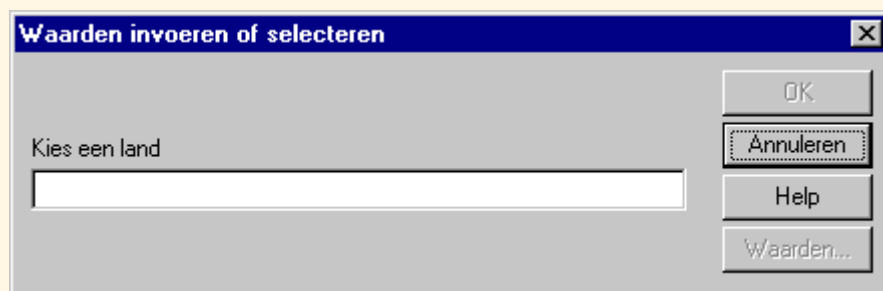 Waarden invoeren of selecteren
OK
Kies een land
Annuleren
Help
Waarden...